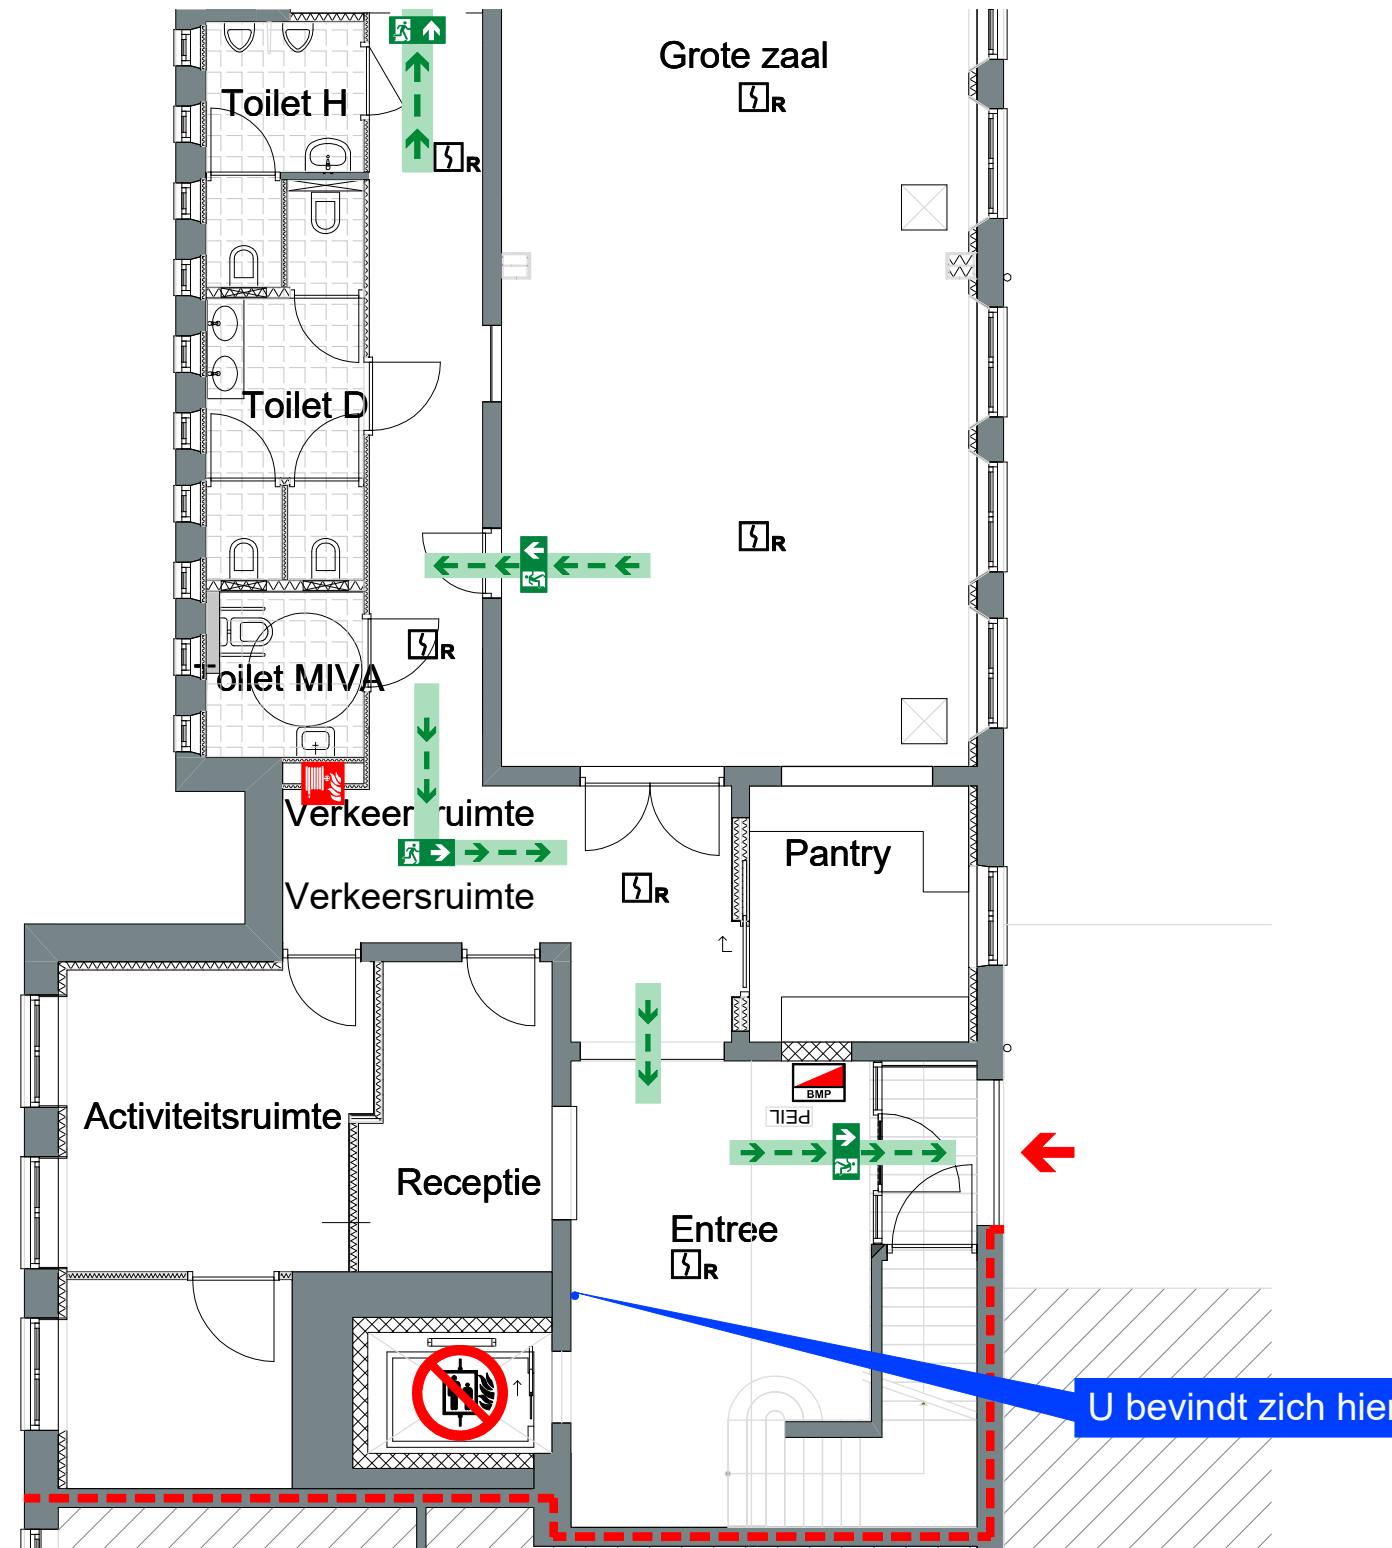 Grote zaal
R
Toilet H
R
Toilet D
R
R
Toilet MIVA
Verkeersruimte
Pantry
R
Verkeersruimte
BMP
PEIL
Activiteitsruimte
Receptie
Entree
R
U bevindt zich hier